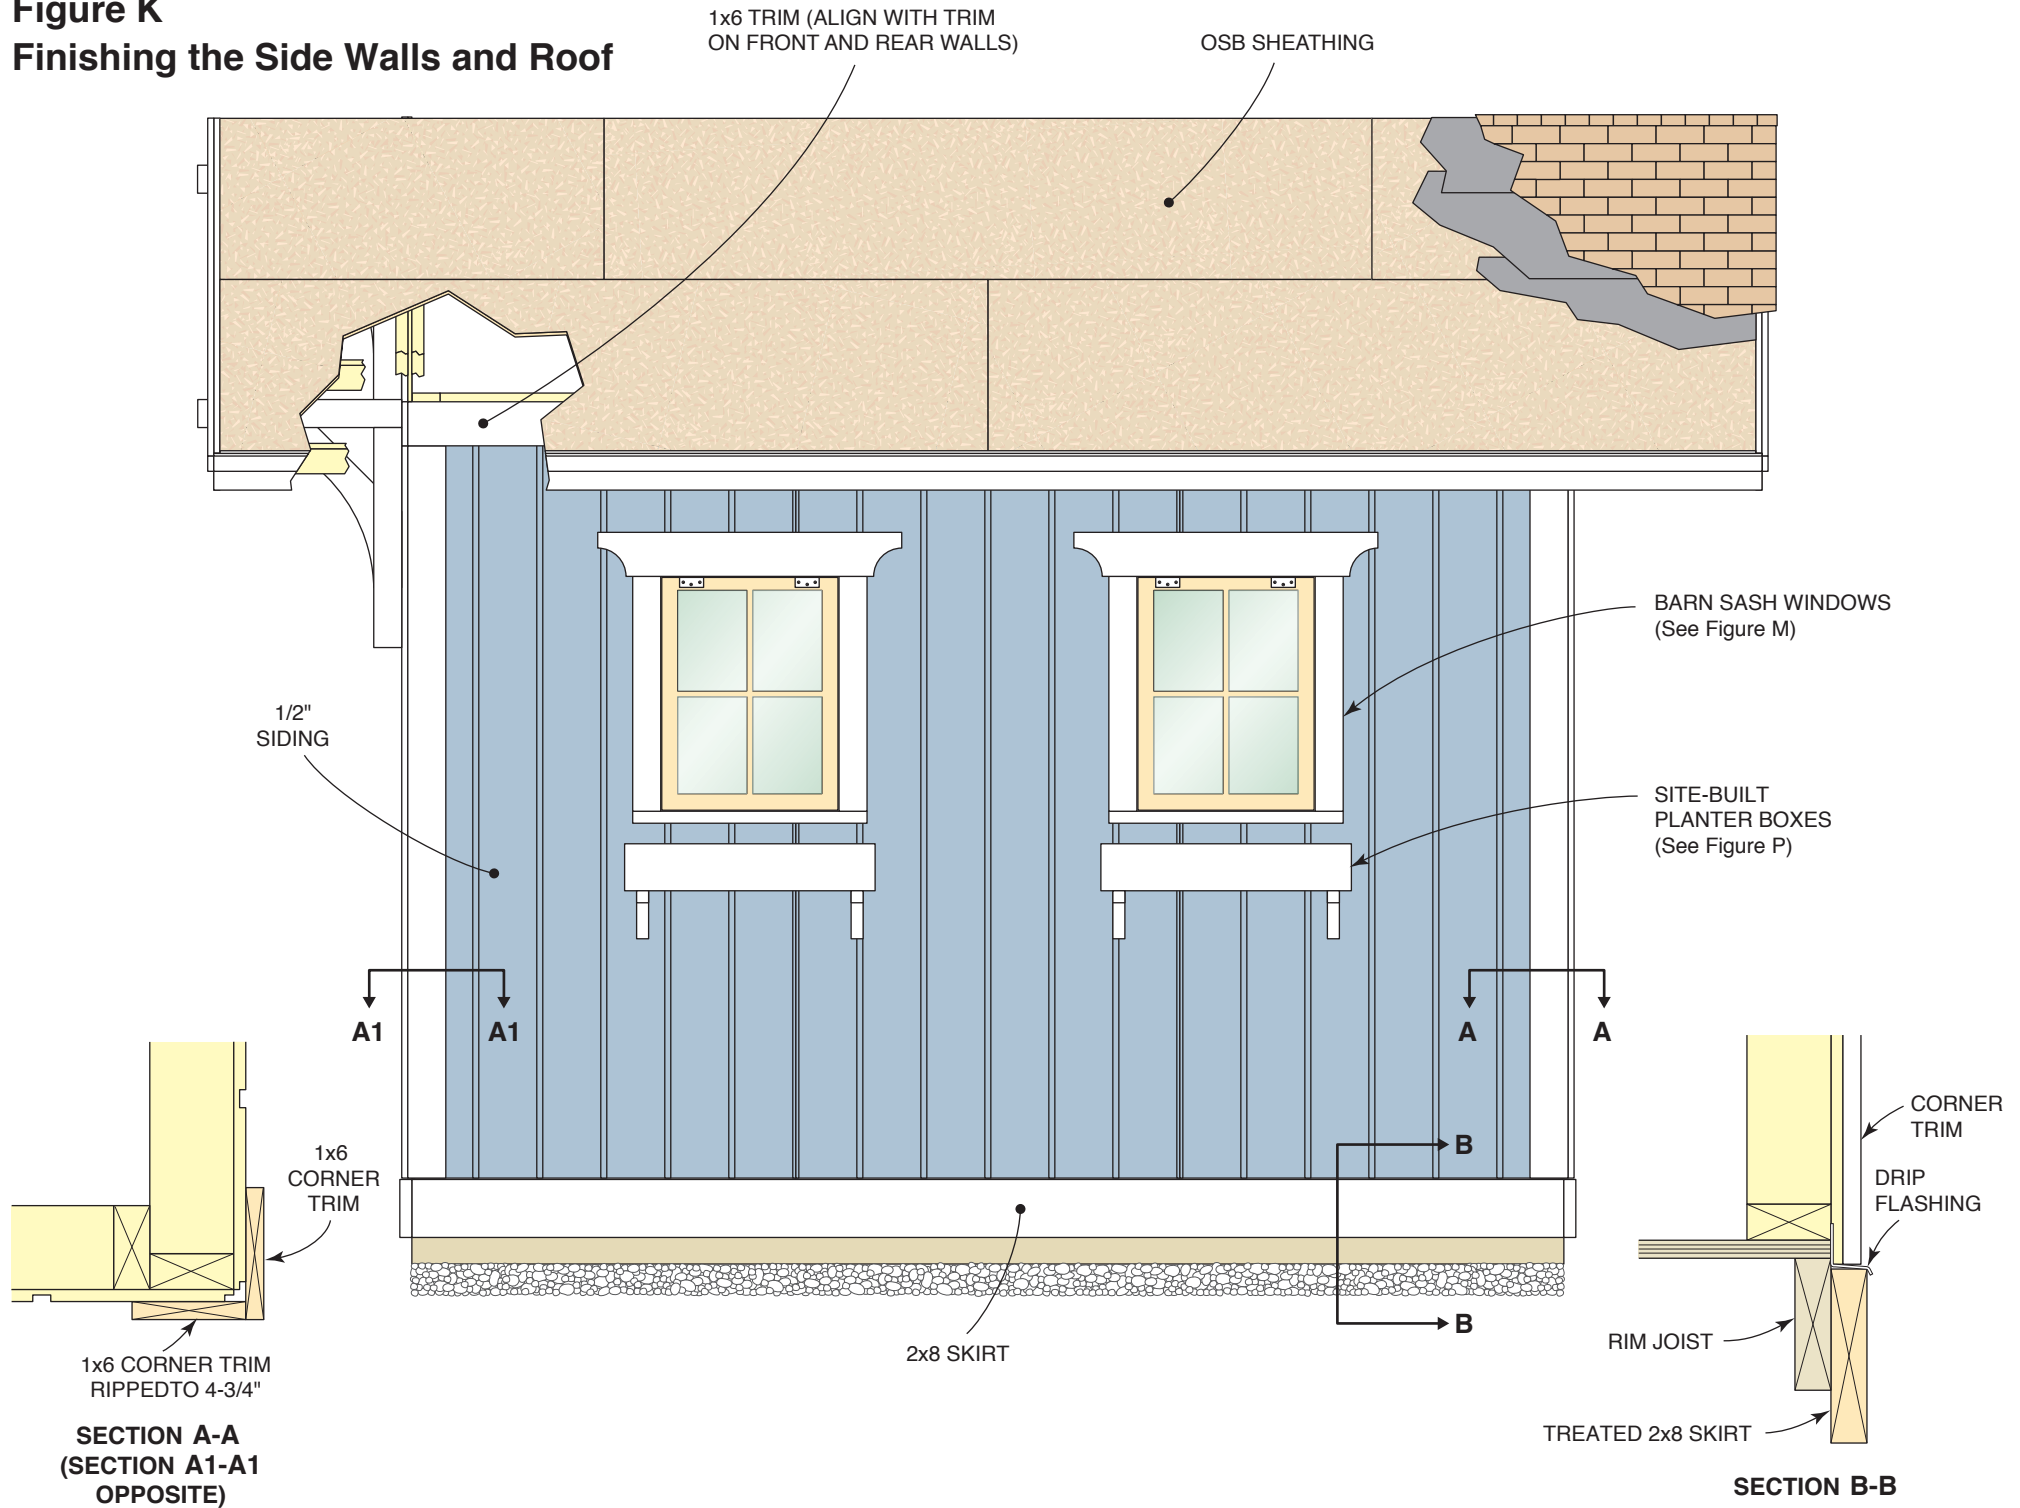 Figure K
Finishing the Side Walls and Roof
1x6 TRIM (ALIGN WITH TRIM
ON FRONT AND REAR WALLS)
OSB SHEATHING
BARN SASH WINDOWS
(See Figure M)
1/2"
SIDING
SITE-BUILT
PLANTER BOXES
(See Figure P)
A1
A1
A
A
B
B
1x6
CORNER
TRIM
1x6 CORNER TRIM
RIPPEDTO 4-3/4"
SECTION A-A
(SECTION A1-A1
OPPOSITE)
2x8 SKIRT
CORNER
TRIM
DRIP
FLASHING
RIM JOIST
TREATED 2x8 SKIRT
SECTION B-B